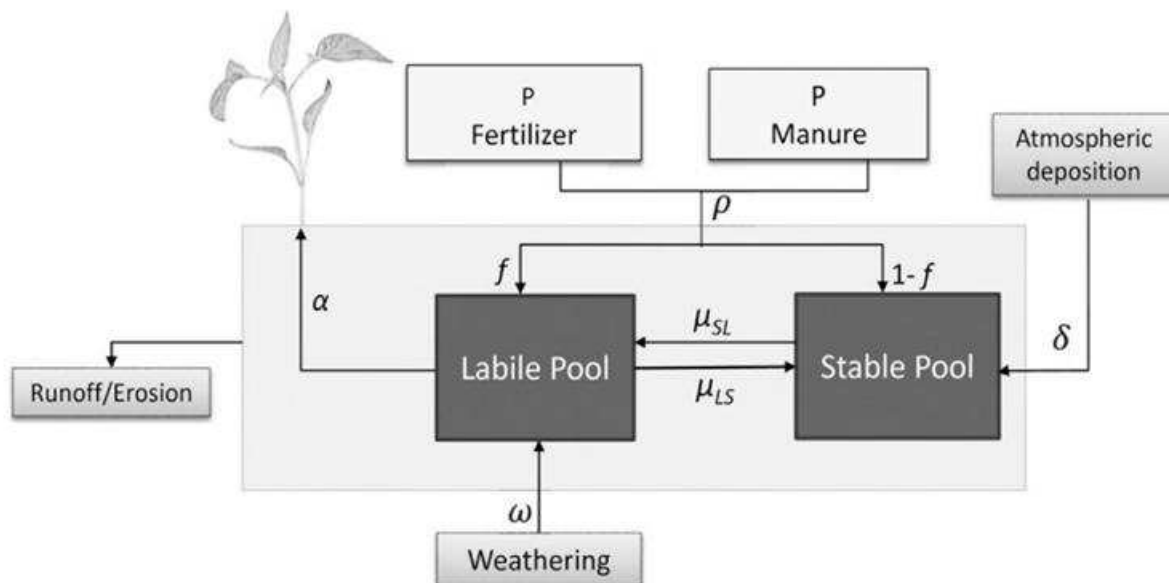 P
Fertilizer
P
Manure
Atmospheric
deposition
ρ
f
1- f
α
μSL
δ
Labile Pool
Stable Pool
Runoff/Erosion
μLS
ω
Weathering